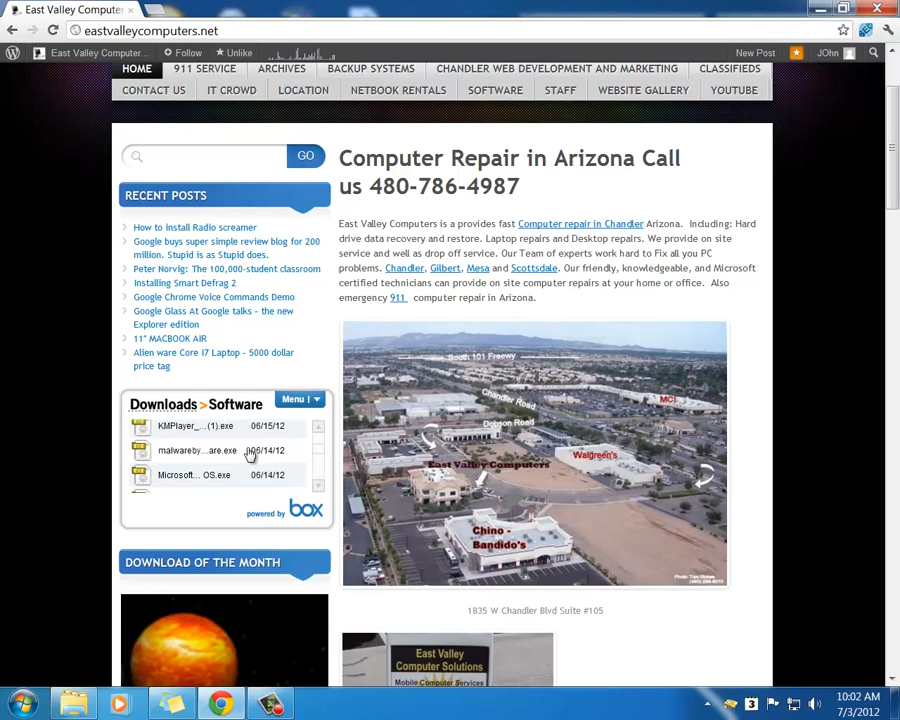 East Valley Computer
eastvalleycomputers.net
East Valley Computer...
Follow
Unlike
New Post
JOhn
HOME
911 SERVICE
ARCHIVES
BACKUP SYSTEMS
CHANDLER WEB DEVELOPMENT AND MARKETING
CLASSIFIEDS
CONTACT US
IT CROWD
LOCATION
NETBOOK RENTALS
SOFTWARE
STAFF
WEBSITE GALLERY
YOUTUBE
GO
RECENT POSTS
How to install Radio screamer
Google buys super simple review blog for 200
million. Stupid is as Stupid does.
Peter Norvig: The 100,000-student classroom
Installing Smart Defrag 2
Google Chrome Voice Commands Demo
Google Glass At Google talks – the new
Explorer edition
11" MACBOOK AIR
Alien ware Core I7 Laptop – 5000 dollar
price tag
Downloads > Software
Menu
KMPlayer_...(1).exe 06/15/12
malwareby...are.exe 06/14/12
Microsoft... OS.exe 06/14/12
powered by box
DOWNLOAD OF THE MONTH
Computer Repair in Arizona Call
us 480-786-4987
East Valley Computers is a provides fast Computer repair in Chandler Arizona. Including: Hard
drive data recovery and restore. Laptop repairs and Desktop repairs. We provide on site
service and well as drop off service. Our Team of experts work hard to Fix all you PC
problems. Chandler, Gilbert, Mesa and Scottsdale. Our friendly, knowledgeable, and Microsoft
certified technicians can provide on site computer repairs at your home or office. Also
emergency 911 computer repair in Arizona.
South 101 Freewy
Chandler Road
MCI
Dobson Road
Walgreen's
East Valley Computers
Chino -
Bandido's
1835 W Chandler Blvd Suite #105
East Valley
Computer Solutions
Mobile Computer Services
3
10:02 AM
7/3/2012